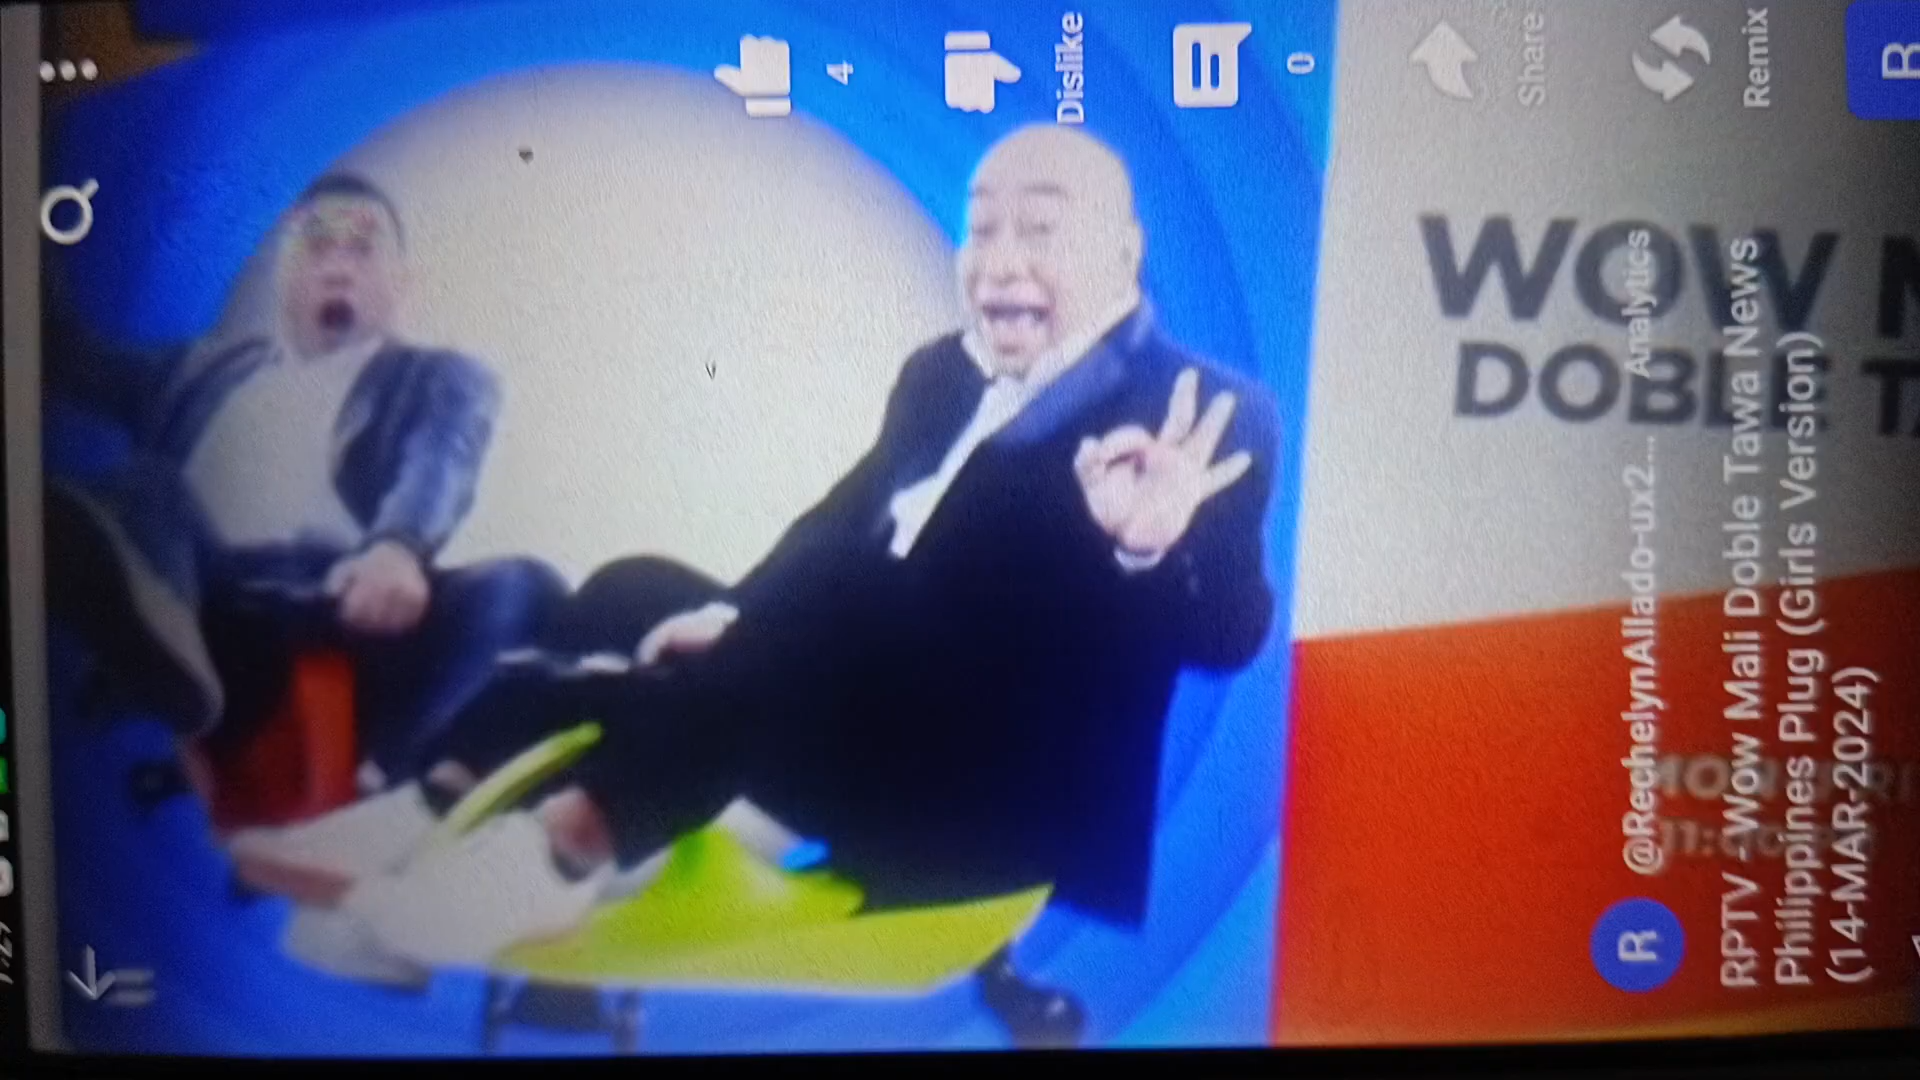 4
Dislike
0
Share
Remix
WOW
DOBLE
@RechelynAllado-ux2....
Analytics
R
RPTV - Wow Mali Doble Tawa News
Philippines Plug (Girls Version)
(14-MAR-2024)